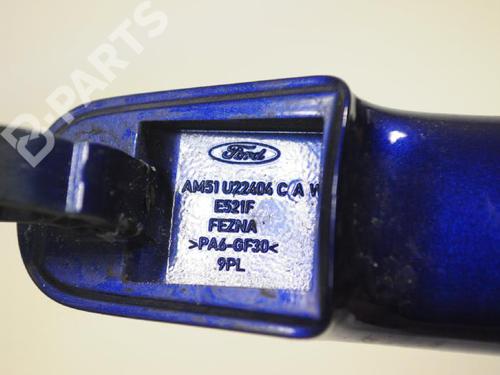 B-PARTS
Ford
AM51 U22404 C A W
E521F
FEZNA
>PA6-GF30<
9PL